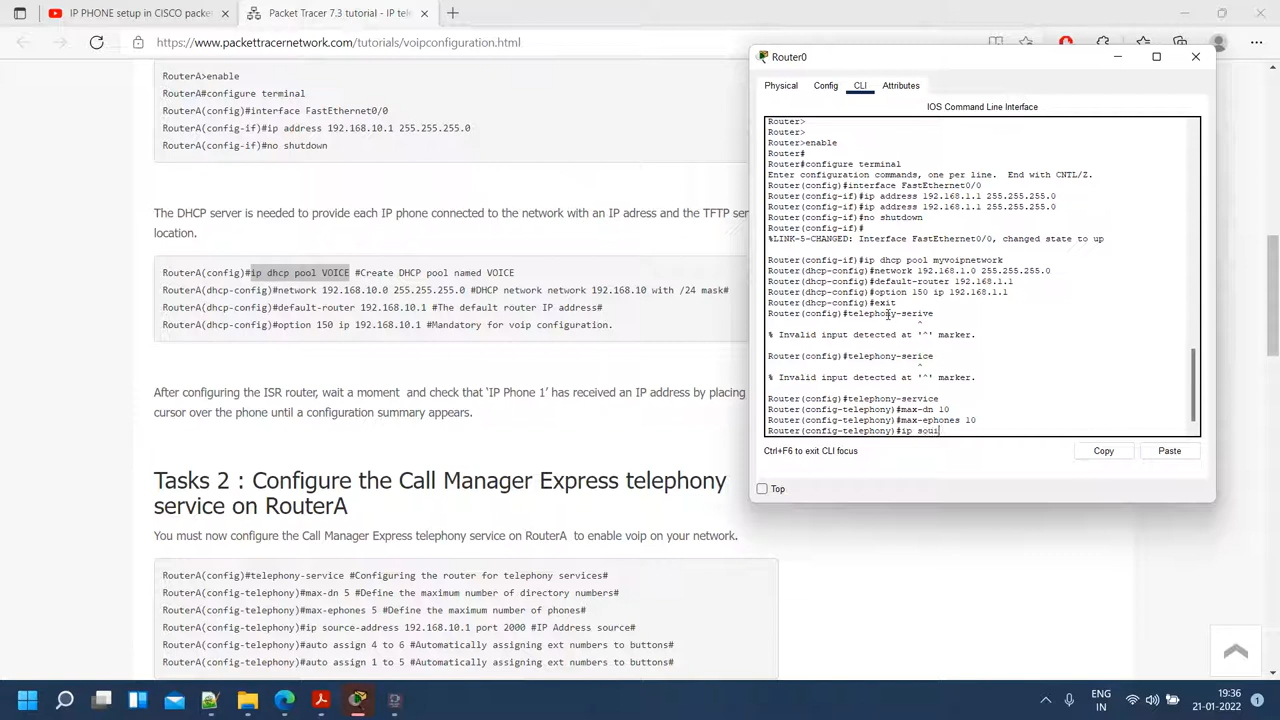 IP PHONE setup in CISCO packet
Packet Tracer 7.3 tutorial - IP tel
https://www.packettracernetwork.com/tutorials/voipconfiguration.html
RouterA>enable
RouterA#configure terminal
RouterA(config)#interface FastEthernet0/0
RouterA(config-if)#ip address 192.168.10.1 255.255.255.0
RouterA(config-if)#no shutdown
The DHCP server is needed to provide each IP phone connected to the network with an IP adress and the TFTP ser
location.
RouterA(config)#ip dhcp pool VOICE #Create DHCP pool named VOICE
RouterA(dhcp-config)#network 192.168.10.0 255.255.255.0 #DHCP network network 192.168.10 with /24 mask#
RouterA(dhcp-config)#default-router 192.168.10.1 #The default router IP address#
RouterA(dhcp-config)#option 150 ip 192.168.10.1 #Mandatory for voip configuration.
After configuring the ISR router, wait a moment and check that ‘IP Phone 1’ has received an IP address by placing
cursor over the phone until a configuration summary appears.
Tasks 2 : Configure the Call Manager Express telephony
service on RouterA
You must now configure the Call Manager Express telephony service on RouterA to enable voip on your network.
RouterA(config)#telephony-service #Configuring the router for telephony services#
RouterA(config-telephony)#max-dn 5 #Define the maximum number of directory numbers#
RouterA(config-telephony)#max-ephones 5 #Define the maximum number of phones#
RouterA(config-telephony)#ip source-address 192.168.10.1 port 2000 #IP Address source#
RouterA(config-telephony)#auto assign 4 to 6 #Automatically assigning ext numbers to buttons#
RouterA(config-telephony)#auto assign 1 to 5 #Automatically assigning ext numbers to buttons#
Router0
Physical Config CLI Attributes
IOS Command Line Interface
Router>
Router>
Router>enable
Router#
Router#configure terminal
Enter configuration commands, one per line. End with CNTL/Z.
Router(config)#interface FastEthernet0/0
Router(config-if)#ip address 192.168.1.1 255.255.255.0
Router(config-if)#ip address 192.168.1.1 255.255.255.0
Router(config-if)#no shutdown
Router(config-if)#
%LINK-5-CHANGED: Interface FastEthernet0/0, changed state to up
Router(config-if)#ip dhcp pool myvoipnetwork
Router(dhcp-config)#network 192.168.1.0 255.255.255.0
Router(dhcp-config)#default-router 192.168.1.1
Router(dhcp-config)#option 150 ip 192.168.1.1
Router(dhcp-config)#exit
Router(config)#telephony-serive
^
% Invalid input detected at '^' marker.
Router(config)#telephony-serice
^
% Invalid input detected at '^' marker.
Router(config)#telephony-service
Router(config-telephony)#max-dn 10
Router(config-telephony)#max-ephones 10
Router(config-telephony)#ip soui
Ctrl+F6 to exit CLI focus
Copy
Paste
Top
ENG
IN
19:36
21-01-2022